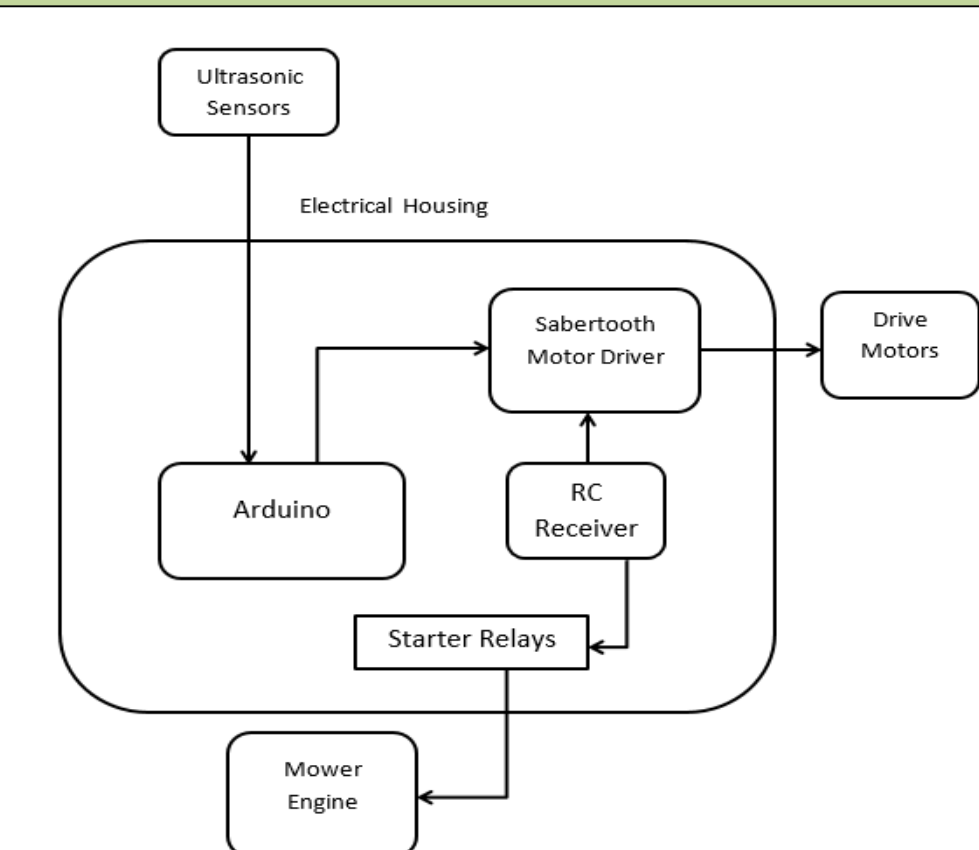 Ultrasonic
Sensors
Electrical Housing
Sabertooth
Motor Driver
Drive
Motors
Arduino
RC
Receiver
Starter Relays
Mower
Engine